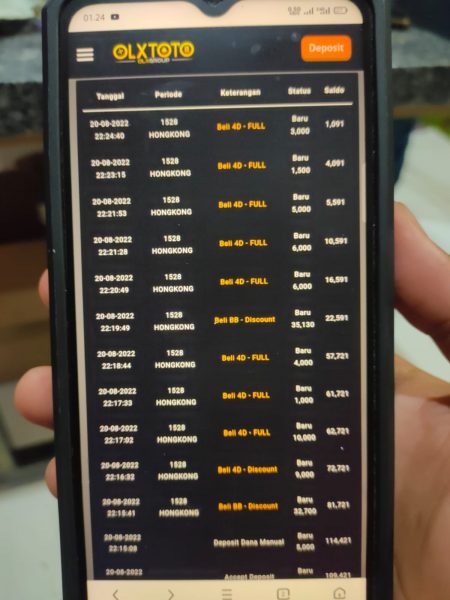 01.24
OLXTOTO
OLXGROUP
Deposit
Tanggal Periode Keterangan Status Saldo
20-08-2022 22:24:40 1528 HONGKONG Beli 4D - FULL Baru 3,000 1,091
20-08-2022 22:23:15 1528 HONGKONG Beli 4D - FULL Baru 1,500 4,091
20-08-2022 22:21:53 1528 HONGKONG Beli 4D - FULL Baru 5,000 5,591
20-08-2022 22:21:28 1528 HONGKONG Beli 4D - FULL Baru 6,000 10,591
20-08-2022 22:20:49 1528 HONGKONG Beli 4D - FULL Baru 6,000 16,591
20-08-2022 22:19:49 1528 HONGKONG Beli BB - Discount Baru 35,130 22,591
20-08-2022 22:18:44 1528 HONGKONG Beli 4D - FULL Baru 4,000 57,721
20-08-2022 22:17:33 1528 HONGKONG Beli 4D - FULL Baru 1,000 61,721
20-08-2022 22:17:02 1528 HONGKONG Beli 4D - FULL Baru 10,000 62,721
20-08-2022 22:16:32 1528 HONGKONG Beli 4D - Discount Baru 9,000 72,721
20-08-2022 22:15:41 1528 HONGKONG Beli BB - Discount Baru 32,700 81,721
20-08-2022 22:15:08 Deposit Dana Manual Baru 5,000 114,421
20-08-2022 Accept Deposit Baru 109,421